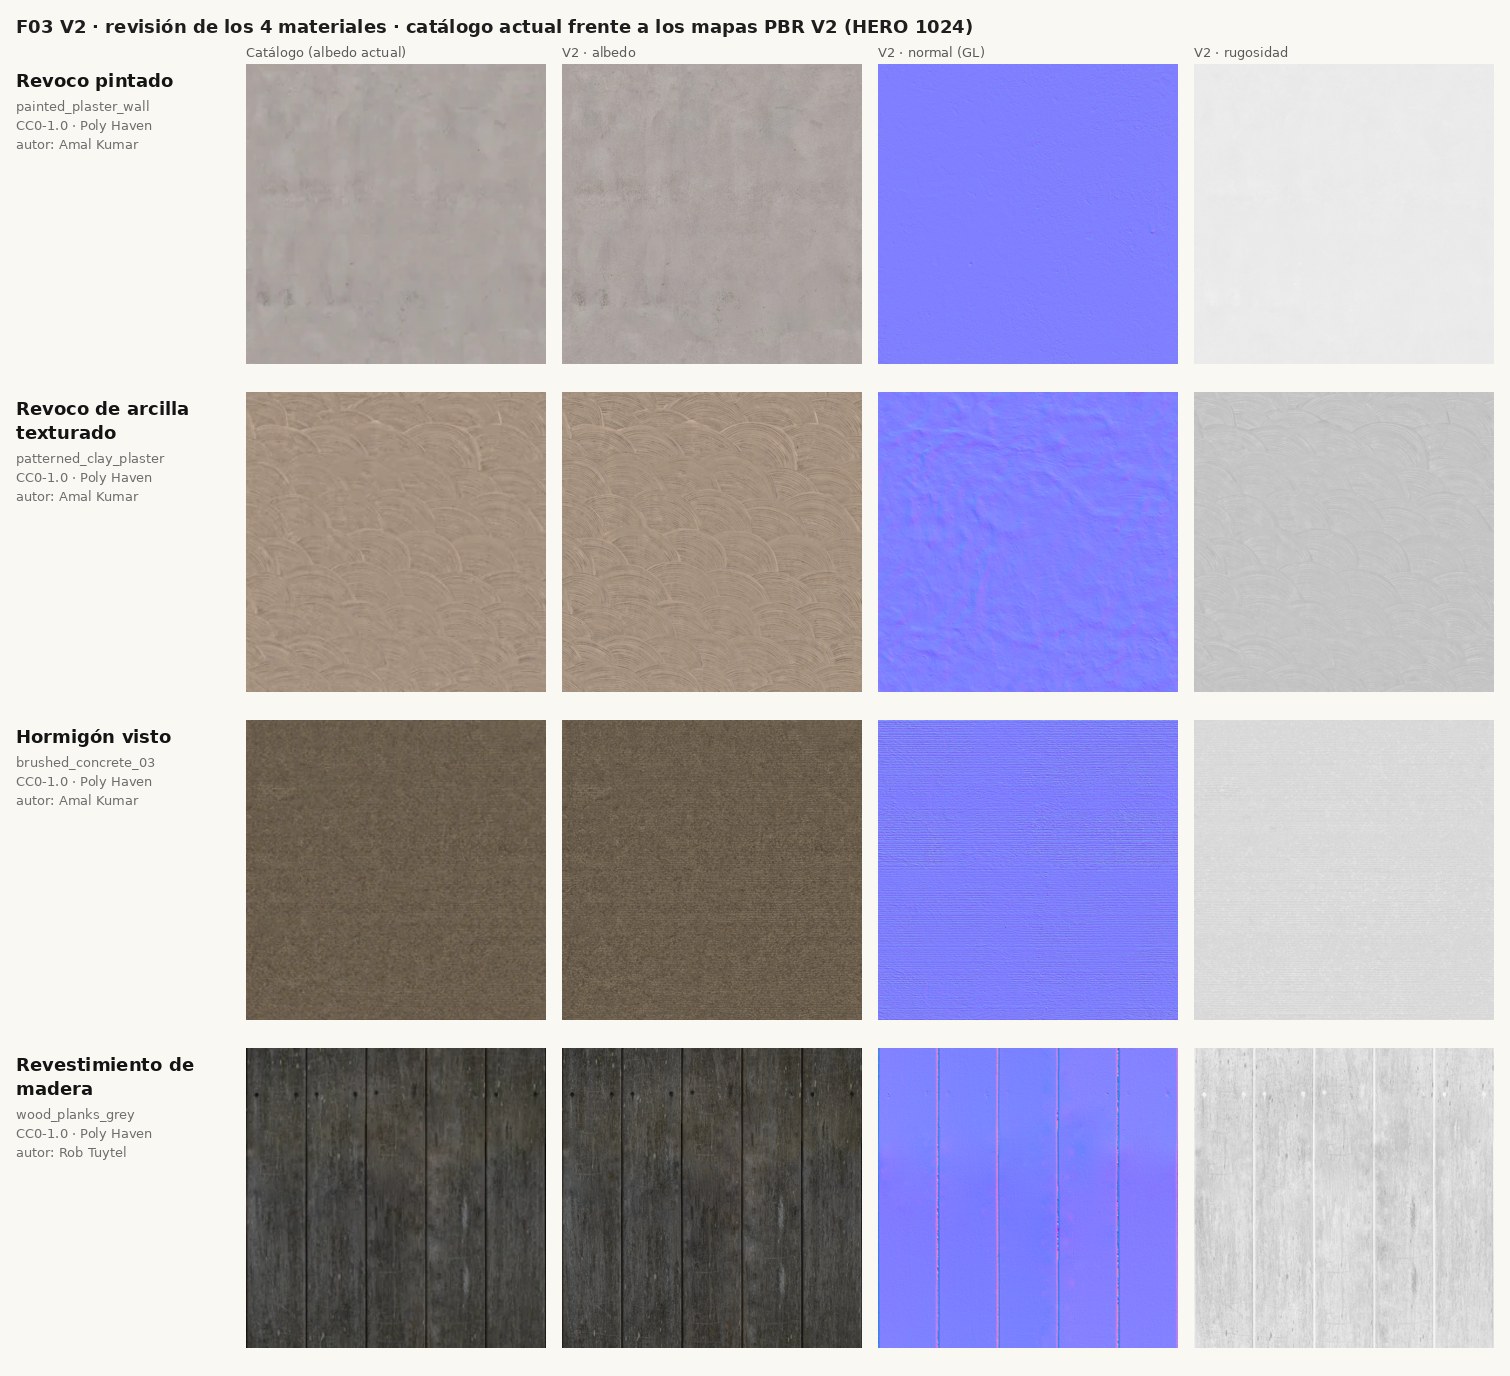 F03 V2 · revisión de los 4 materiales · catálogo actual frente a los mapas PBR V2 (HERO 1024)
Catálogo (albedo actual)
V2 · albedo
V2 · normal (GL)
V2 · rugosidad
Revoco pintado
painted_plaster_wall
CC0-1.0 · Poly Haven
autor: Amal Kumar
Revoco de arcilla
texturado
patterned_clay_plaster
CC0-1.0 · Poly Haven
autor: Amal Kumar
Hormigón visto
brushed_concrete_03
CC0-1.0 · Poly Haven
autor: Amal Kumar
Revestimiento de
madera
wood_planks_grey
CC0-1.0 · Poly Haven
autor: Rob Tuytel